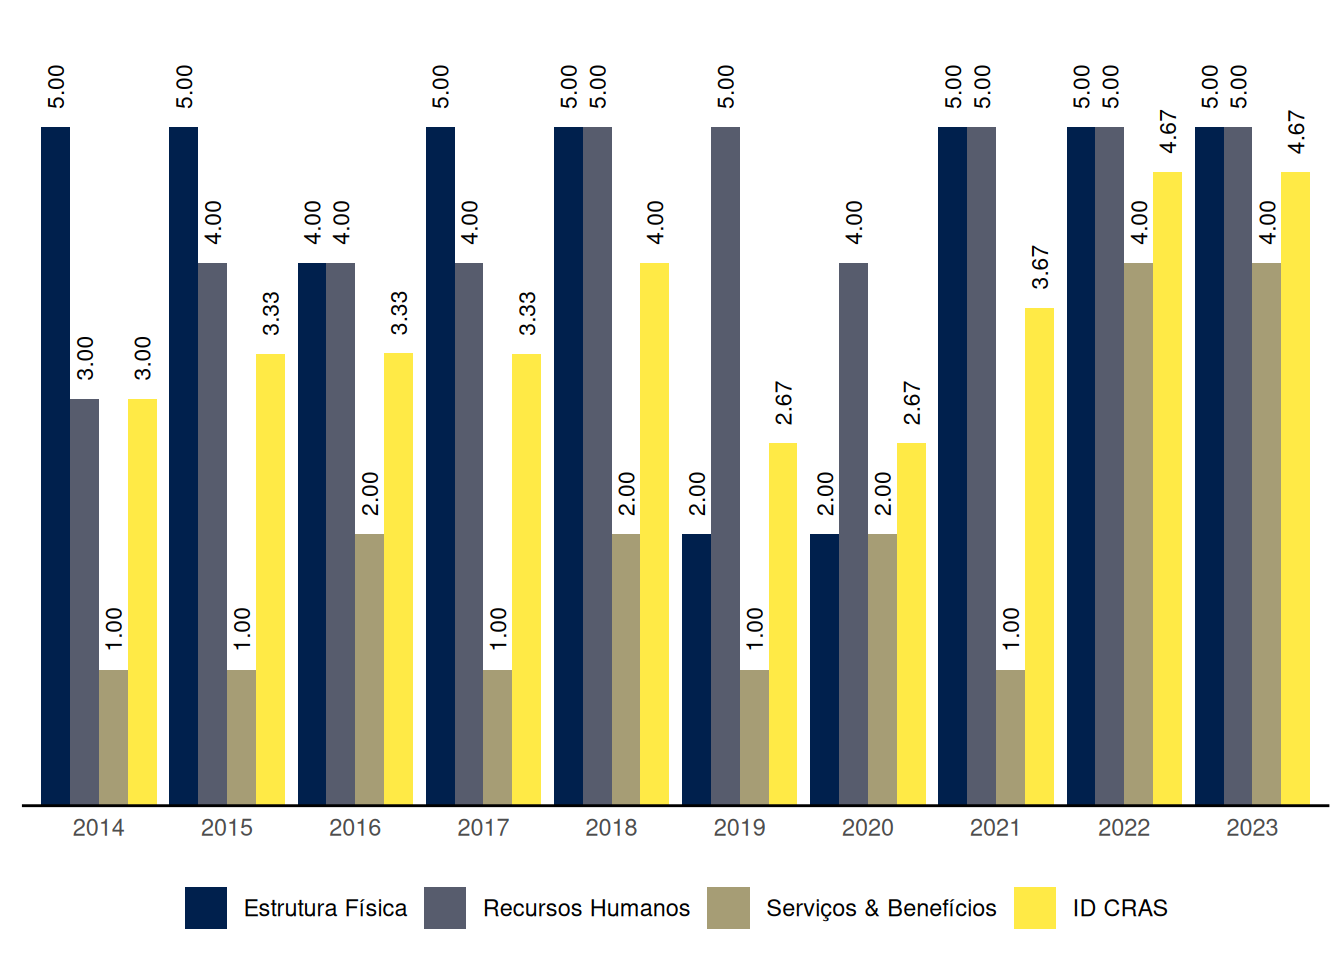 5.00 3.00 1.00 3.00 5.00 4.00 1.00 3.33 4.00 4.00 2.00 3.33 5.00 4.00 1.00 3.33 5.00 5.00 2.00 4.00 2.00 5.00 1.00 2.67 2.00 4.00 2.00 2.67 5.00 5.00 1.00 3.67 5.00 5.00 4.00 4.67 5.00 5.00 4.00 4.67
2014 2015 2016 2017 2018 2019 2020 2021 2022 2023
Estrutura Física Recursos Humanos Serviços & Benefícios ID CRAS